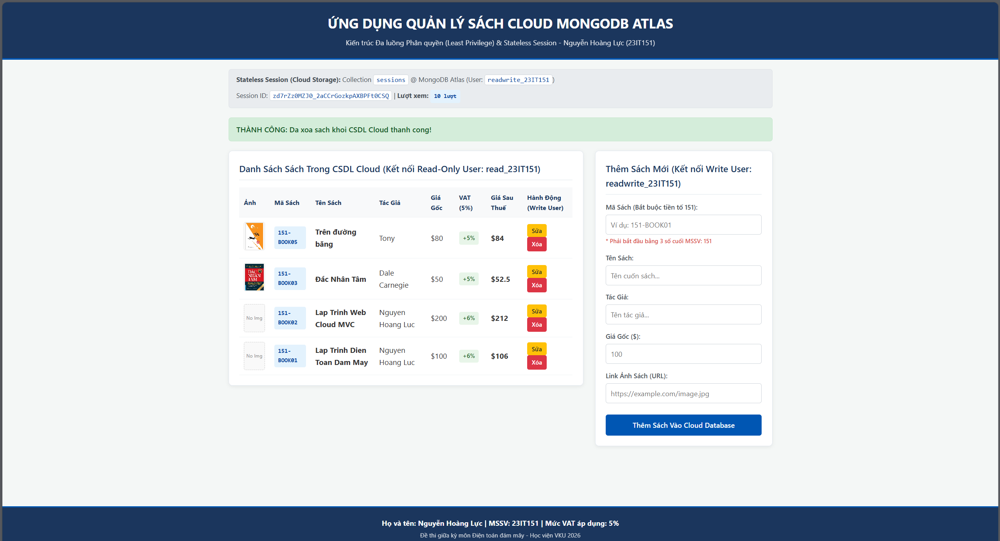 ỨNG DỤNG QUẢN LÝ SÁCH CLOUD MONGODB ATLAS
Kiến trúc Đa luồng Phân quyền (Least Privilege) & Stateless Session - Nguyễn Hoàng Lực (23IT151)
Stateless Session (Cloud Storage): Collection sessions @ MongoDB Atlas (User: readwrite_23IT151)
Session ID: zd7rZz0MZJ0_2aCCrGozkpAXBPFt0CSQ | Lượt xem: 10 lượt
THÀNH CÔNG: Da xoa sach khoi CSDL Cloud thanh cong!
Danh Sách Sách Trong CSDL Cloud (Kết nối Read-Only User: read_23IT151)
Ảnh Mã Sách Tên Sách Tác Giả Giá Gốc VAT (5%) Giá Sau Thuế Hành Động (Write User)
151-BOOK05 Trên đường băng Tony $80 +5% $84 Sửa Xóa
ĐẮC NHÂN TÂM
151-BOOK03 Đắc Nhân Tâm Dale Carnegie $50 +5% $52.5 Sửa Xóa
No Img 151-BOOK02 Lap Trinh Web Cloud MVC Nguyen Hoang Luc $200 +6% $212 Sửa Xóa
No Img 151-BOOK01 Lap Trinh Dien Toan Dam May Nguyen Hoang Luc $100 +6% $106 Sửa Xóa
Thêm Sách Mới (Kết nối Write User:
readwrite_23IT151)
Mã Sách (Bắt buộc tiền tố 151):
Ví dụ: 151-BOOK01
* Phải bắt đầu bằng 3 số cuối MSSV: 151
Tên Sách:
Tên cuốn sách...
Tác Giả:
Tên tác giả...
Giá Gốc ($):
100
Link Ảnh Sách (URL):
https://example.com/image.jpg
Thêm Sách Vào Cloud Database
Họ và tên: Nguyễn Hoàng Lực | MSSV: 23IT151 | Mức VAT áp dụng: 5%
Đề thi giữa kỳ môn Điện toán đám mây - Học viện VKU 2026